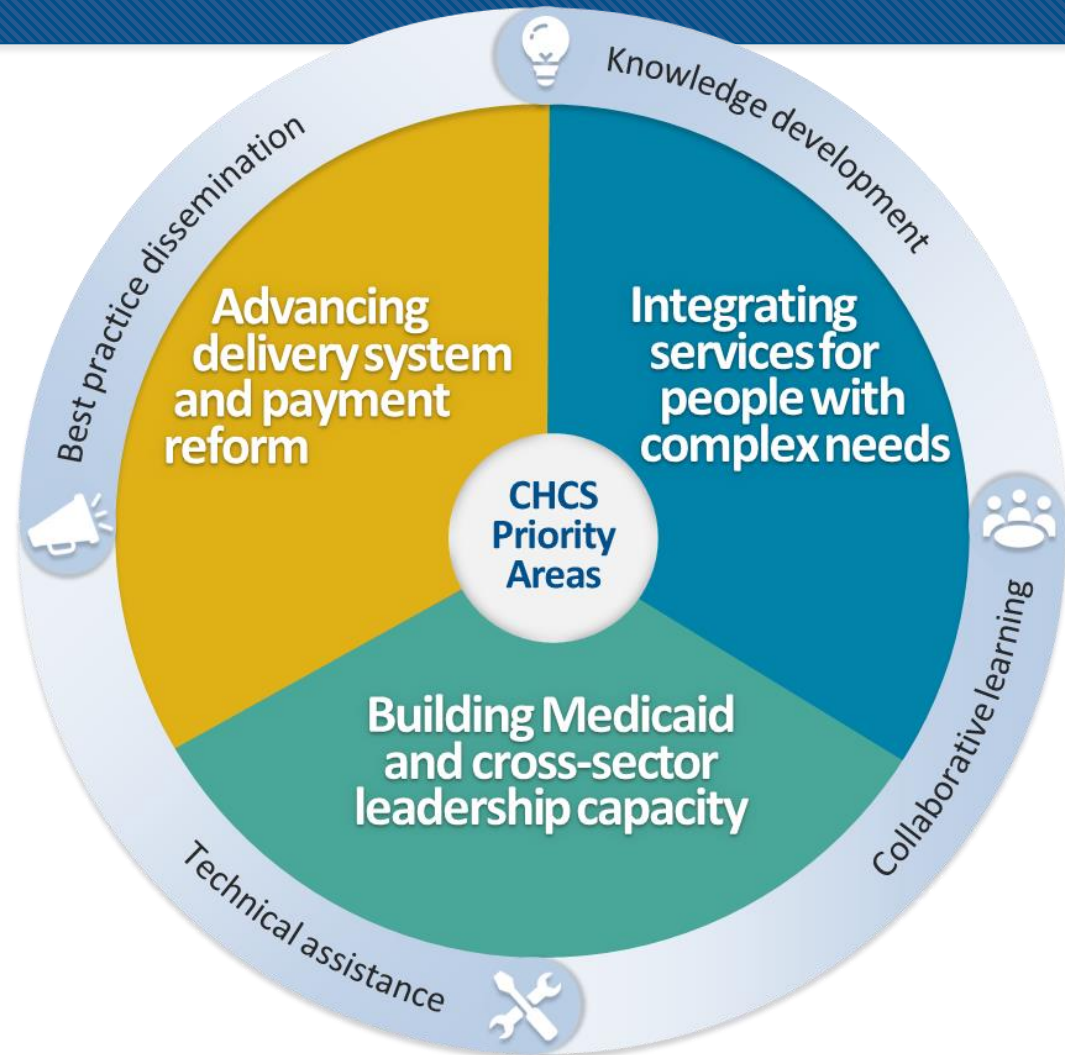 Knowledge development
Best practice dissemination
Advancing
delivery system
and payment
reform
Integrating
services for
people with
complex needs
CHCS
Priority
Areas
Building Medicaid
and cross-sector
leadership capacity
Collaborative learning
Technical assistance